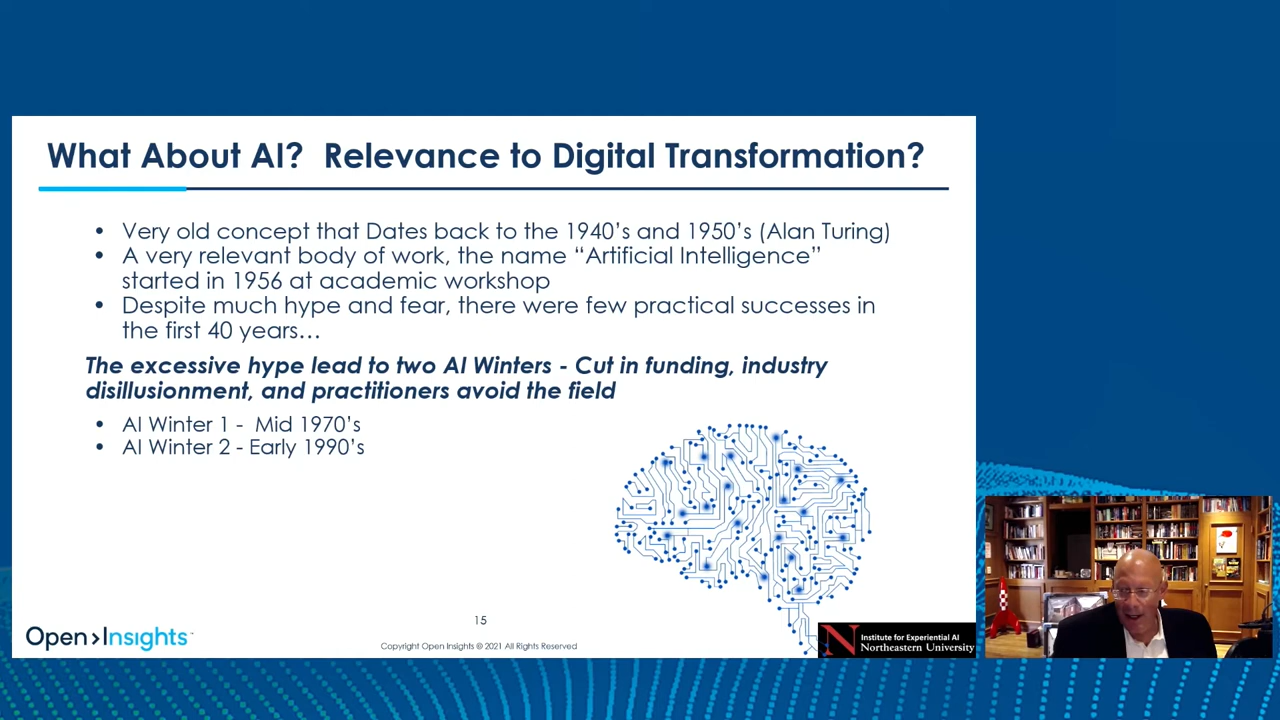 What About AI?  Relevance to Digital Transformation?
• Very old concept that Dates back to the 1940’s and 1950’s (Alan Turing)
• A very relevant body of work, the name “Artificial Intelligence”
started in 1956 at academic workshop
• Despite much hype and fear, there were few practical successes in
the first 40 years…
The excessive hype lead to two AI Winters - Cut in funding, industry
disillusionment, and practitioners avoid the field
• AI Winter 1 -  Mid 1970’s
• AI Winter 2 - Early 1990’s
15
Open Insights
Copyright Open Insights © 2021 All Rights Reserved
N
Institute for Experiential AI
Northeastern University